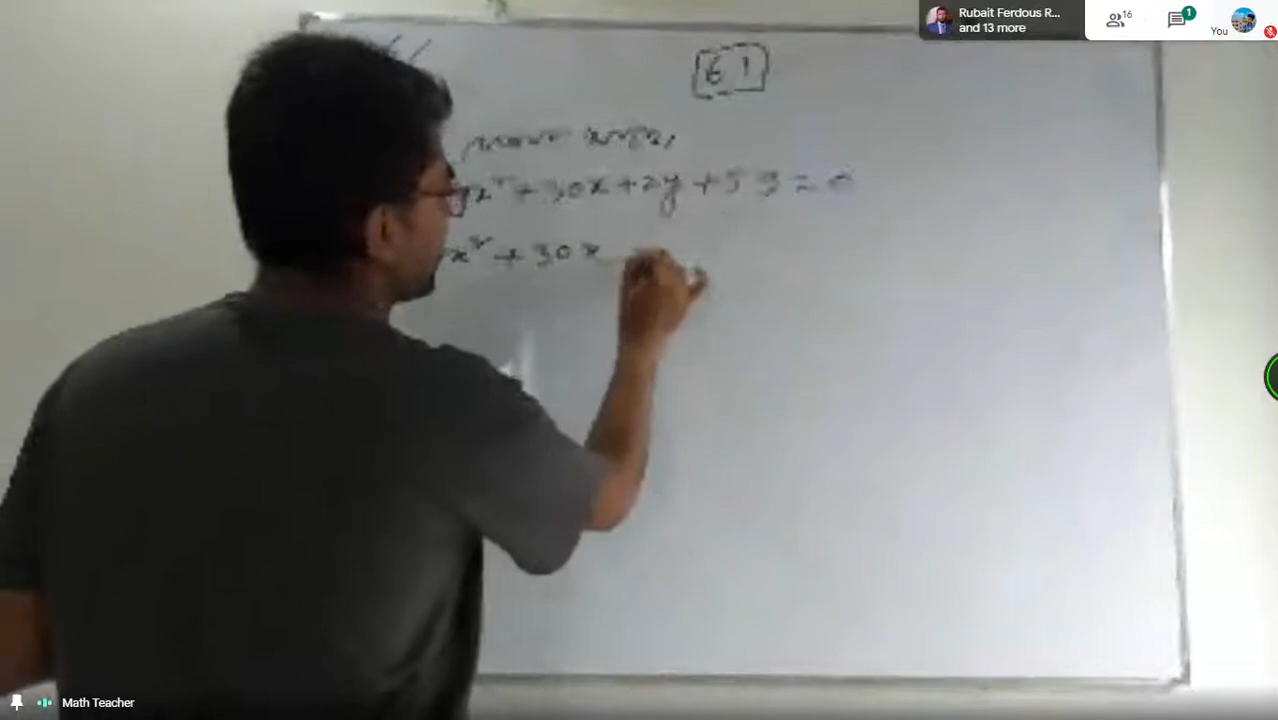 Rubait Ferdous R...
and 13 more
16
1
You
61
x² + 30x + 2y + 59 = 0
x² + 30x
Math Teacher